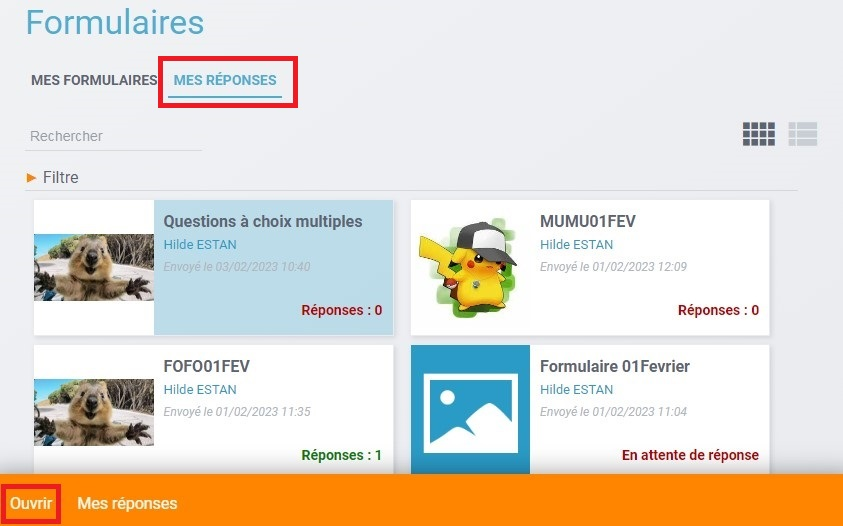 Formulaires
MES FORMULAIRES MES RÉPONSES
Rechercher
Filtre
Questions à choix multiples
Hilde ESTAN
Envoyé le 03/02/2023 10:40
Réponses : 0
MUMU01FEV
Hilde ESTAN
Envoyé le 01/02/2023 12:09
Réponses : 0
FOFO01FEV
Hilde ESTAN
Envoyé le 01/02/2023 11:35
Réponses : 1
Formulaire 01Fevrier
Hilde ESTAN
Envoyé le 01/02/2023 11:04
En attente de réponse
Ouvrir Mes réponses